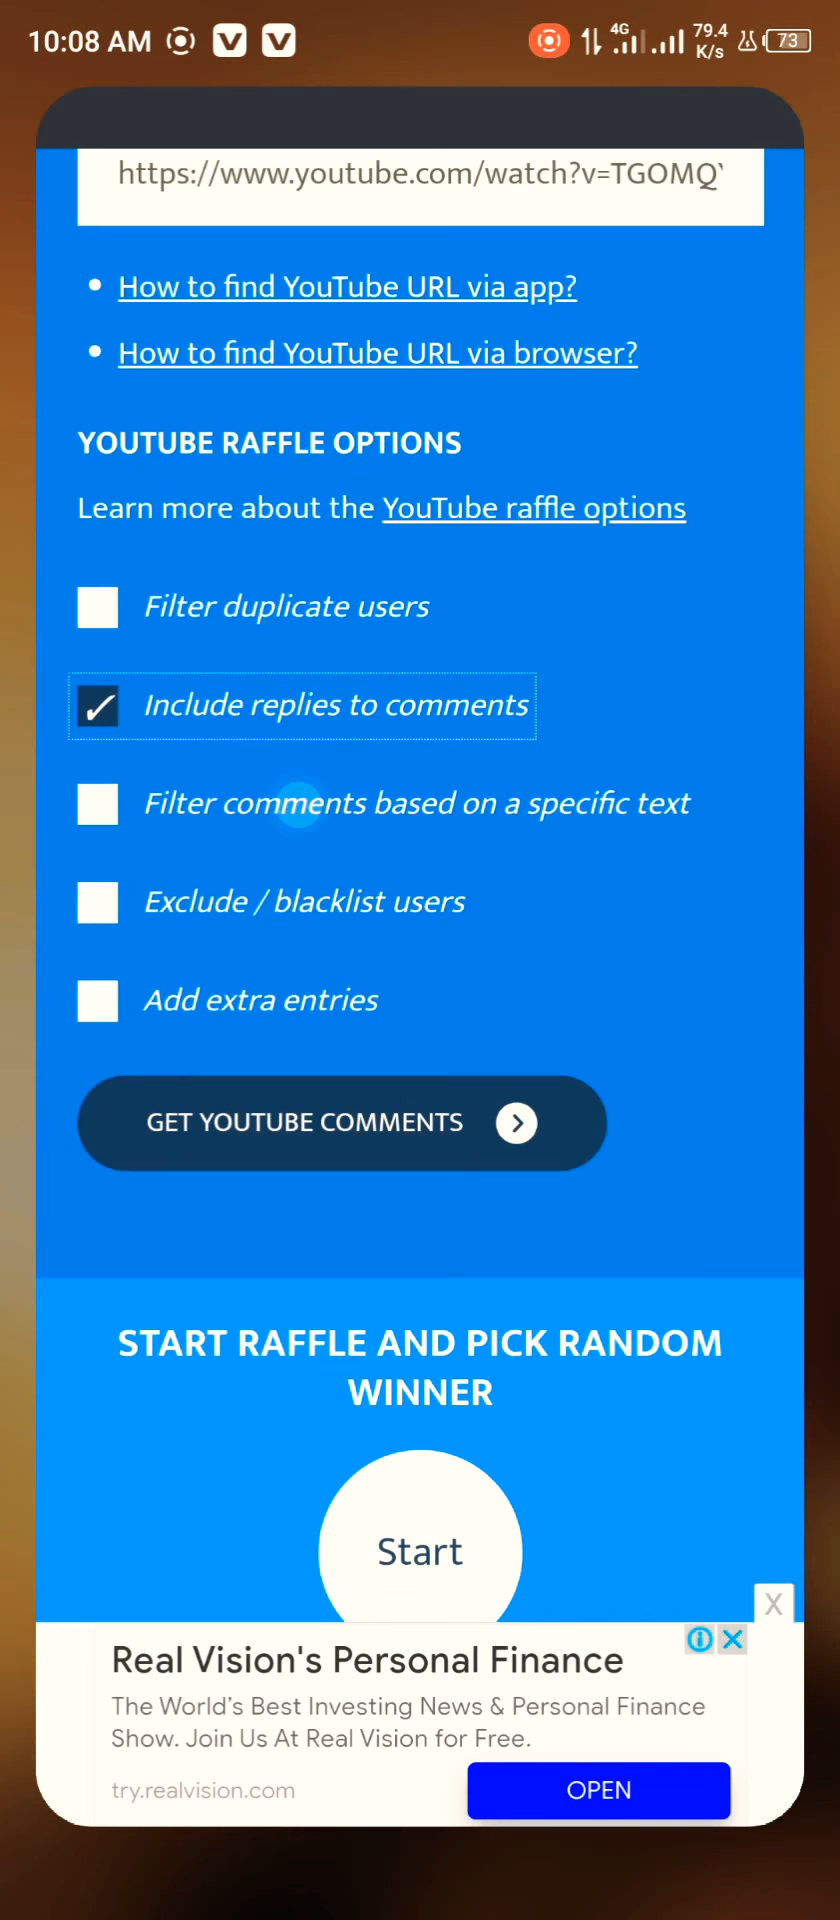 10:08 AM
4G
79.4
K/s
73
https://www.youtube.com/watch?v=TGOMQ
How to find YouTube URL via app?
How to find YouTube URL via browser?
YOUTUBE RAFFLE OPTIONS
Learn more about the YouTube raffle options
Filter duplicate users
Include replies to comments
Filter comments based on a specific text
Exclude / blacklist users
Add extra entries
GET YOUTUBE COMMENTS
START RAFFLE AND PICK RANDOM
WINNER
Start
X
Real Vision's Personal Finance
The World's Best Investing News & Personal Finance
Show. Join Us At Real Vision for Free.
try.realvision.com
OPEN